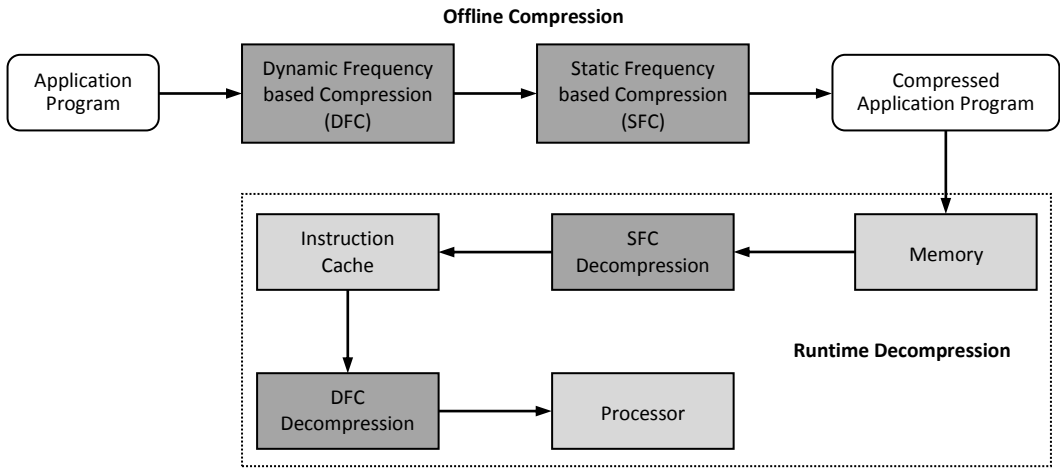 Offline Compression
Application
Program
Dynamic Frequency
based Compression
(DFC)
Static Frequency
based Compression
(SFC)
Compressed
Application Program
Instruction
Cache
SFC
Decompression
Memory
Runtime Decompression
DFC
Decompression
Processor